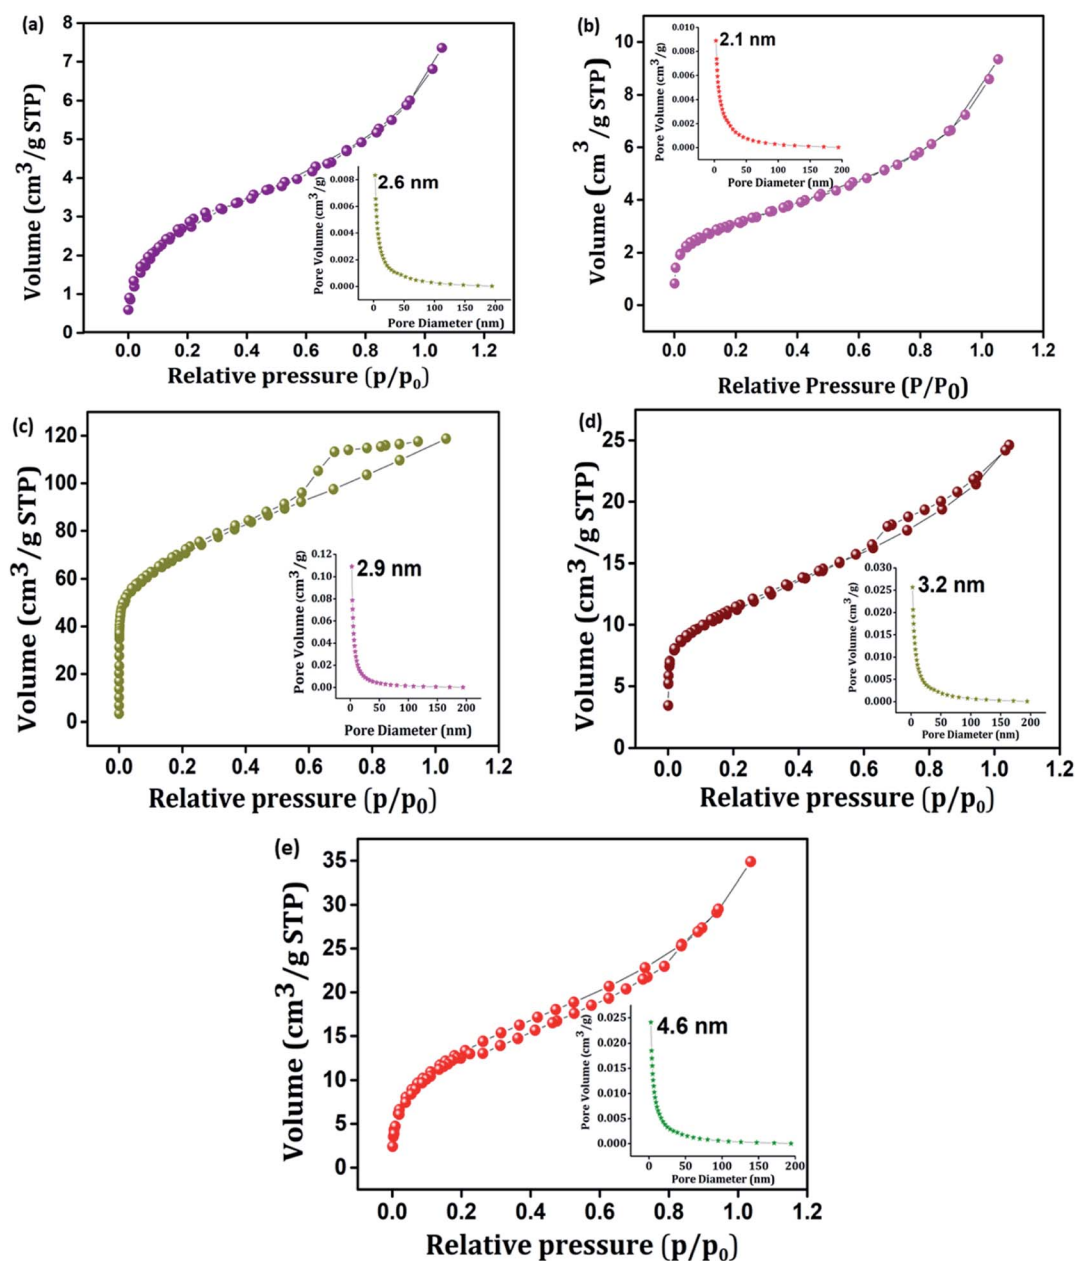 (a)
8
7
6
5
4
3
2
1
0
Volume (cm³/g STP)
0.0 0.2 0.4 0.6 0.8 1.0 1.2
Relative pressure (p/p₀)
2.6 nm
0.008
0.006
0.004
0.002
0.000
Pore Volume (cm³/g)
0 50 100 150 200
Pore Diameter (nm)
(b)
10
8
6
4
2
0
Volume (cm³/g STP)
0.0 0.2 0.4 0.6 0.8 1.0 1.2
Relative Pressure (P/P₀)
2.1 nm
0.010
0.008
0.006
0.004
0.002
0.000
Pore Volume (cm³/g)
0 50 100 150 200
Pore Diameter (nm)
(c)
120
100
80
60
40
20
0
Volume (cm³/g STP)
0.0 0.2 0.4 0.6 0.8 1.0 1.2
Relative pressure (p/p₀)
2.9 nm
0.12
0.10
0.08
0.06
0.04
0.02
0.00
Pore Volume (cm³/g)
0 50 100 150 200
Pore Diameter (nm)
(d)
25
20
15
10
5
0
Volume (cm³/g STP)
0.0 0.2 0.4 0.6 0.8 1.0 1.2
Relative pressure (p/p₀)
3.2 nm
0.030
0.025
0.020
0.015
0.010
0.005
0.000
Pore Volume (cm³/g)
0 50 100 150 200
Pore Diameter (nm)
(e)
35
30
25
20
15
10
5
0
Volume (cm³/g STP)
0.0 0.2 0.4 0.6 0.8 1.0 1.2
Relative pressure (p/p₀)
4.6 nm
0.025
0.020
0.015
0.010
0.005
0.000
Pore Volume (cm³/g)
0 50 100 150 200
Pore Diameter (nm)